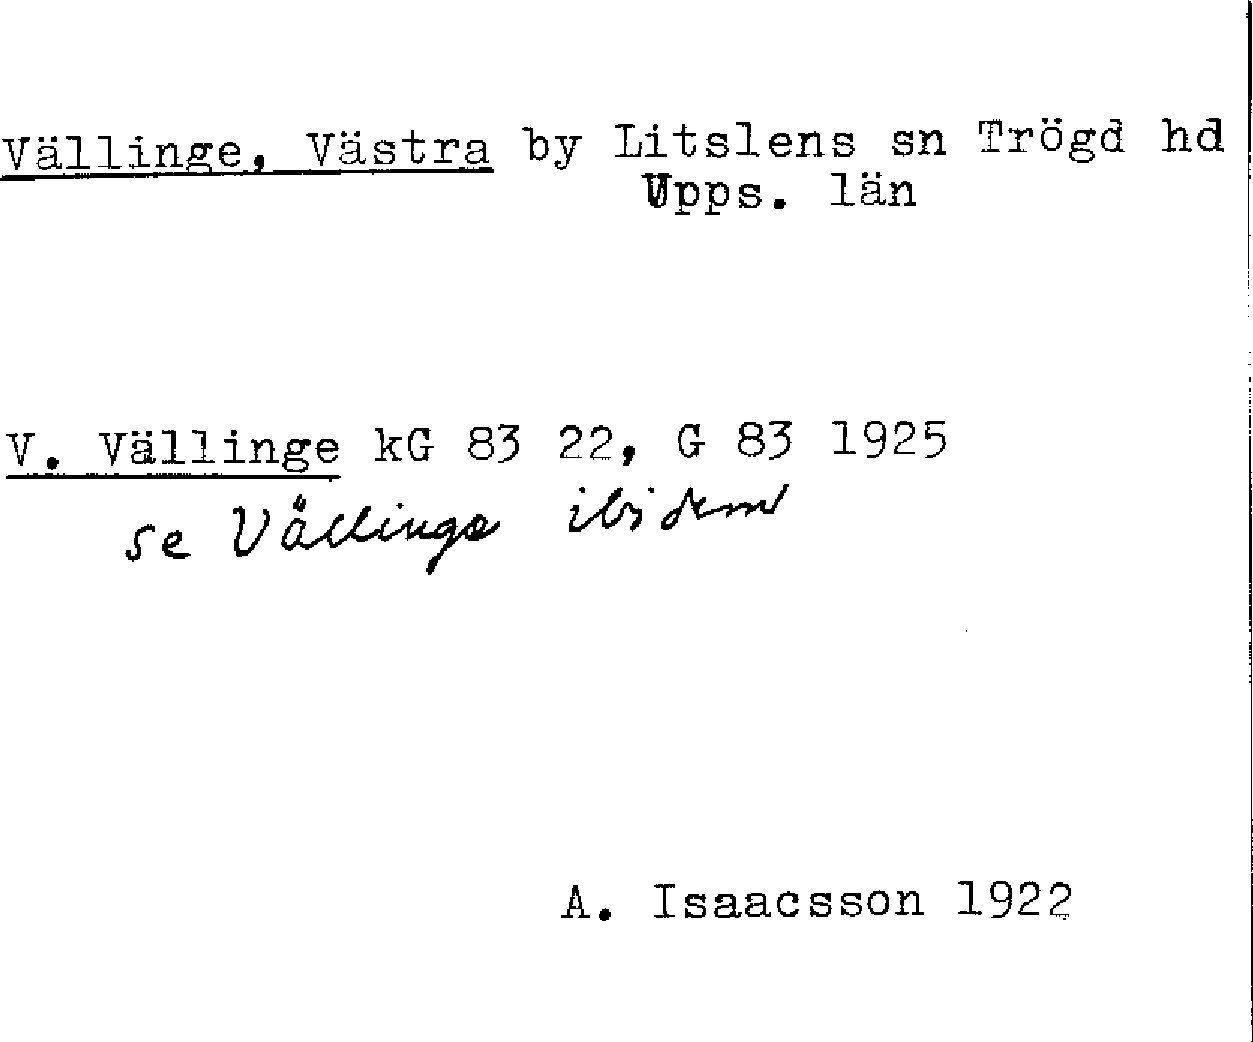 Vällinge, Västra by Litslens sn Trögd hd
Upps. län
V. Vällinge kG 83 22, G 83 1925
se Vällinge ibidem
A. Isaacsson 1922